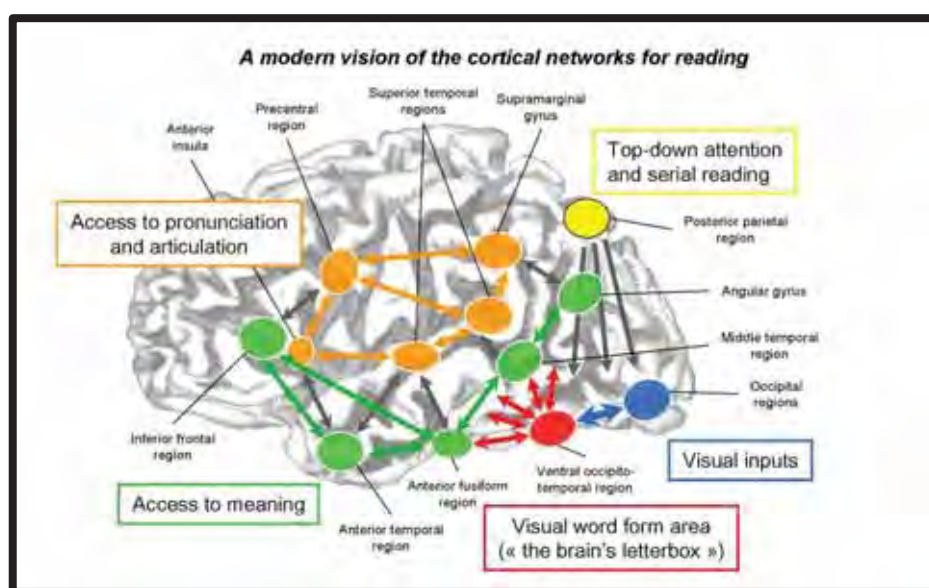 A modern vision of the cortical networks for reading
Superior temporal
regions
Precentral
region
Supramarginal
gyrus
Anterior
insula
Top-down attention
and serial reading
Access to pronunciation
and articulation
Posterior parietal
region
Angular gyrus
Middle temporal
region
Occipital
regions
Inferior frontal
region
Visual inputs
Ventral occipito-
temporal region
Anterior fusiform
region
Access to meaning
Anterior temporal
region
Visual word form area
(« the brain's letterbox »)